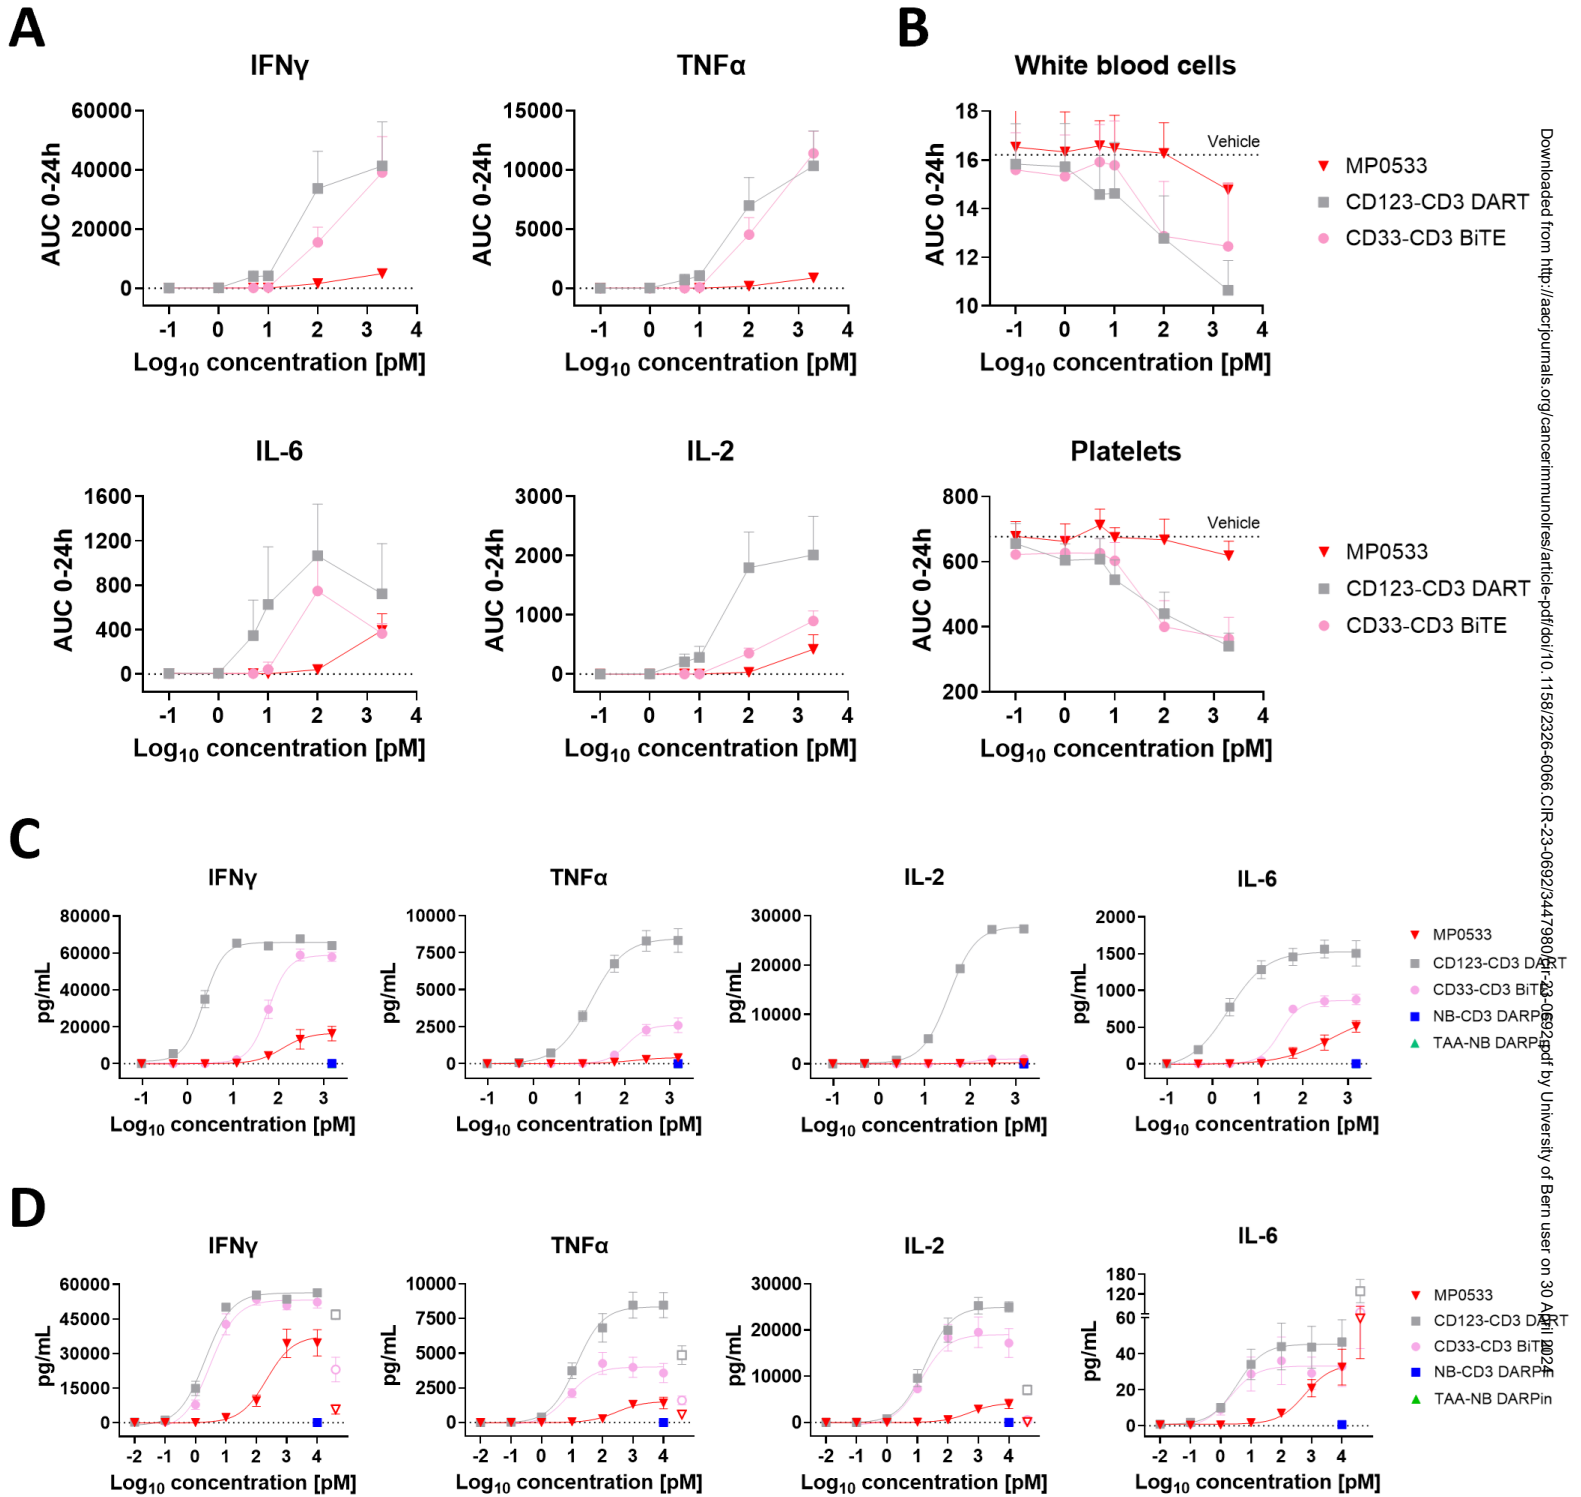 A
B
IFNγ
TNFα
White blood cells
60000
40000
20000
0
AUC 0-24h
-1 0 1 2 3 4
Log10 concentration [pM]
15000
10000
5000
0
AUC 0-24h
-1 0 1 2 3 4
Log10 concentration [pM]
18
16
14
12
10
AUC 0-24h
Vehicle
-1 0 1 2 3 4
Log10 concentration [pM]
MP0533
CD123-CD3 DART
CD33-CD3 BiTE
IL-6
IL-2
Platelets
1600
1200
800
400
0
AUC 0-24h
-1 0 1 2 3 4
Log10 concentration [pM]
3000
2000
1000
0
AUC 0-24h
-1 0 1 2 3 4
Log10 concentration [pM]
800
600
400
200
AUC 0-24h
Vehicle
-1 0 1 2 3 4
Log10 concentration [pM]
MP0533
CD123-CD3 DART
CD33-CD3 BiTE
C
IFNγ
TNFα
IL-2
IL-6
80000
60000
40000
20000
0
pg/mL
-1 0 1 2 3
Log10 concentration [pM]
10000
7500
5000
2500
0
pg/mL
-1 0 1 2 3
Log10 concentration [pM]
30000
20000
10000
0
pg/mL
-1 0 1 2 3
Log10 concentration [pM]
2000
1500
1000
500
0
pg/mL
-1 0 1 2 3
Log10 concentration [pM]
MP0533
CD123-CD3 DART
CD33-CD3 BiTE
NB-CD3 DARPin
TAA-NB DARPin
D
IFNγ
TNFα
IL-2
IL-6
60000
45000
30000
15000
0
pg/mL
-2 -1 0 1 2 3 4
Log10 concentration [pM]
10000
7500
5000
2500
0
pg/mL
-2 -1 0 1 2 3 4
Log10 concentration [pM]
30000
20000
10000
0
pg/mL
-2 -1 0 1 2 3 4
Log10 concentration [pM]
180
120
60
40
20
0
pg/mL
-2 -1 0 1 2 3 4
Log10 concentration [pM]
MP0533
CD123-CD3 DART
CD33-CD3 BiTE
NB-CD3 DARPin
TAA-NB DARPin
Downloaded from http://aacrjournals.org/cancerimmunolres/article-pdf/doi/10.1158/2326-6066.CIR-23-0692/3447980/cir-23-0692.pdf by University of Bern user on 30 April 2024